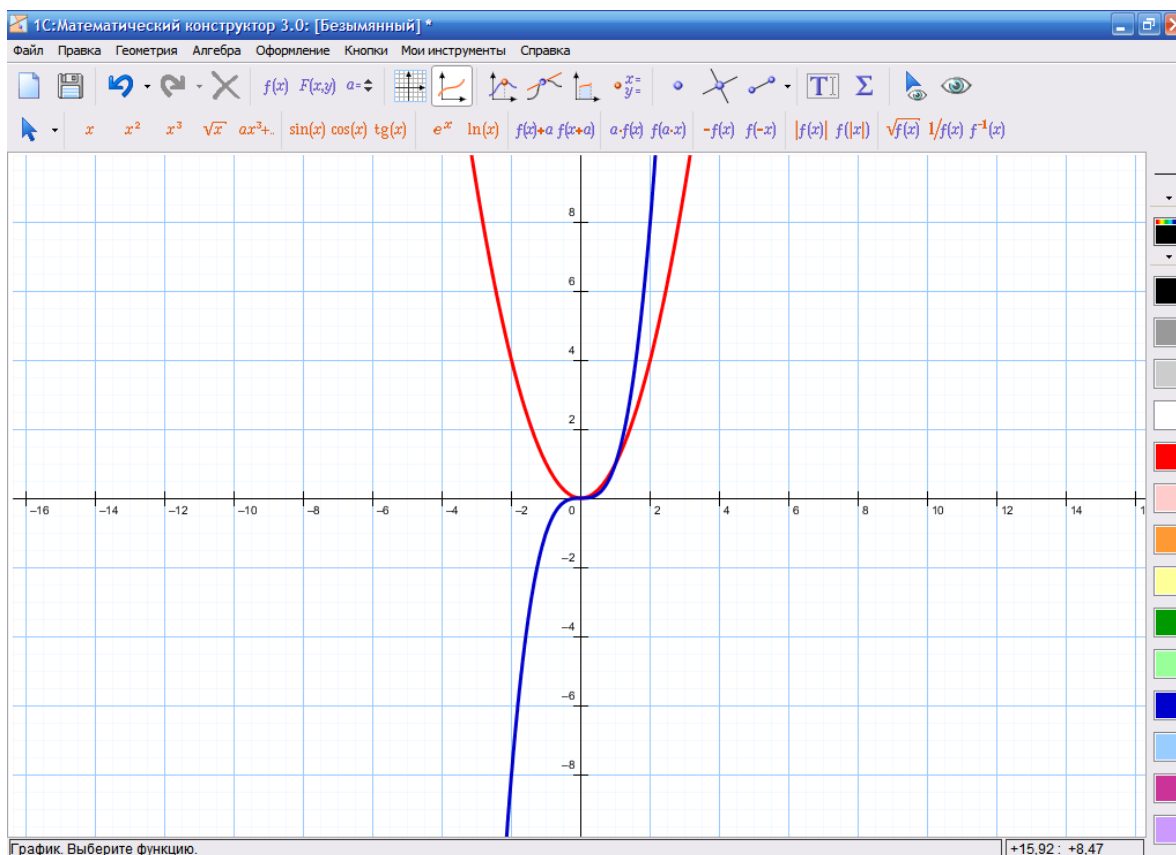 1С:Математический конструктор 3.0: [Безымянный] *
Файл Правка Геометрия Алгебра Оформление Кнопки Мои инструменты Справка
f(x) F(x,y) a= x= y= T Σ
x x² x³ √x ax³+.. sin(x) cos(x) tg(x) eˣ ln(x) f(x)+a f(x+a) a·f(x) f(a·x) -f(x) f(-x) |f(x)| f(|x|) √f(x) 1/f(x) f⁻¹(x)
8
6
4
2
−16 −14 −12 −10 −8 −6 −4 −2 0 2 4 6 8 10 12 14 1
−2
−4
−6
−8
График. Выберите функцию. +15,92 : +8,47